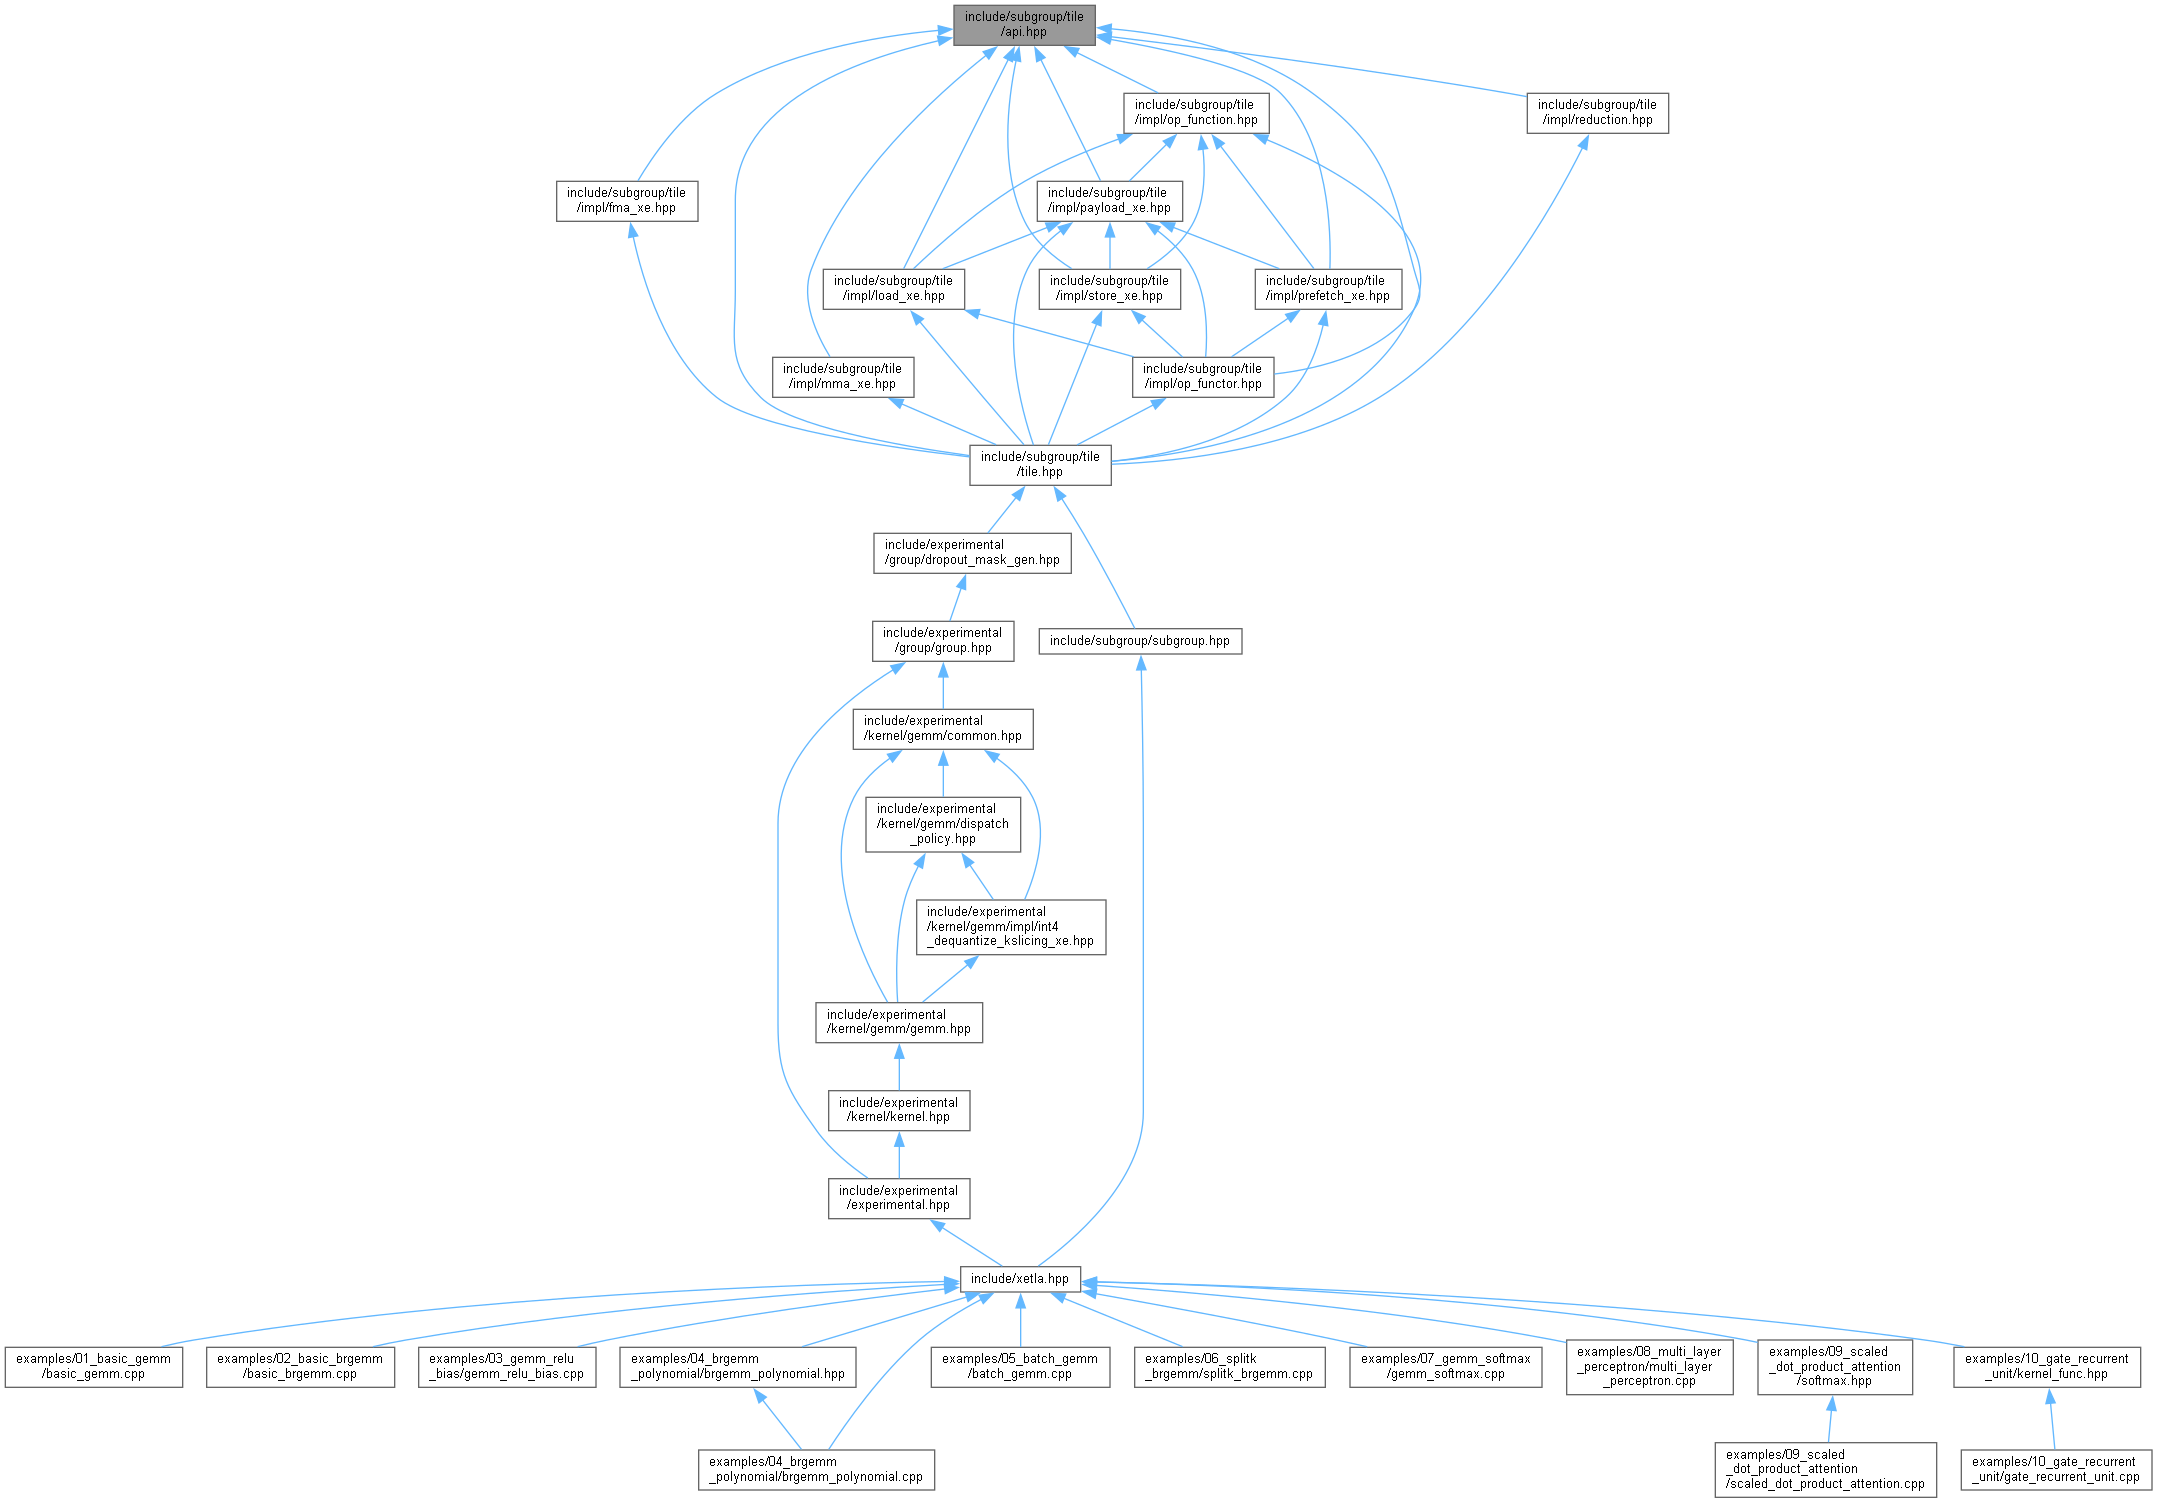 include/subgroup/tile
/api.hpp
include/subgroup/tile
/impl/op_function.hpp
include/subgroup/tile
/impl/reduction.hpp
include/subgroup/tile
/impl/fma_xe.hpp
include/subgroup/tile
/impl/payload_xe.hpp
include/subgroup/tile
/impl/load_xe.hpp
include/subgroup/tile
/impl/store_xe.hpp
include/subgroup/tile
/impl/prefetch_xe.hpp
include/subgroup/tile
/impl/mma_xe.hpp
include/subgroup/tile
/impl/op_functor.hpp
include/subgroup/tile
/tile.hpp
include/experimental
/group/dropout_mask_gen.hpp
include/experimental
/group/group.hpp
include/subgroup/subgroup.hpp
include/experimental
/kernel/gemm/common.hpp
include/experimental
/kernel/gemm/dispatch
_policy.hpp
include/experimental
/kernel/gemm/impl/int4
_dequantize_kslicing_xe.hpp
include/experimental
/kernel/gemm/gemm.hpp
include/experimental
/kernel/kernel.hpp
include/experimental
/experimental.hpp
include/xetla.hpp
examples/01_basic_gemm
/basic_gemm.cpp
examples/02_basic_brgemm
/basic_brgemm.cpp
examples/03_gemm_relu
_bias/gemm_relu_bias.cpp
examples/04_brgemm
_polynomial/brgemm_polynomial.hpp
examples/05_batch_gemm
/batch_gemm.cpp
examples/06_splitk
_brgemm/splitk_brgemm.cpp
examples/07_gemm_softmax
/gemm_softmax.cpp
examples/08_multi_layer
_perceptron/multi_layer
_perceptron.cpp
examples/09_scaled
_dot_product_attention
/softmax.hpp
examples/10_gate_recurrent
_unit/kernel_func.hpp
examples/04_brgemm
_polynomial/brgemm_polynomial.cpp
examples/09_scaled
_dot_product_attention
/scaled_dot_product_attention.cpp
examples/10_gate_recurrent
_unit/gate_recurrent_unit.cpp